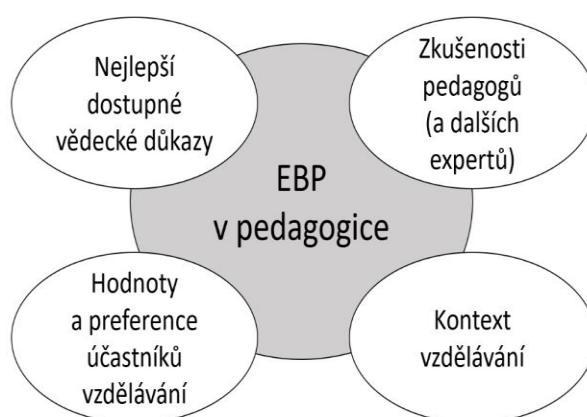 Nejlepší
dostupné
vědecké důkazy
Zkušenosti
pedagogů
(a dalších
expertů)
EBP
v pedagogice
Hodnoty
a preference
účastníků
vzdělávání
Kontext
vzdělávání